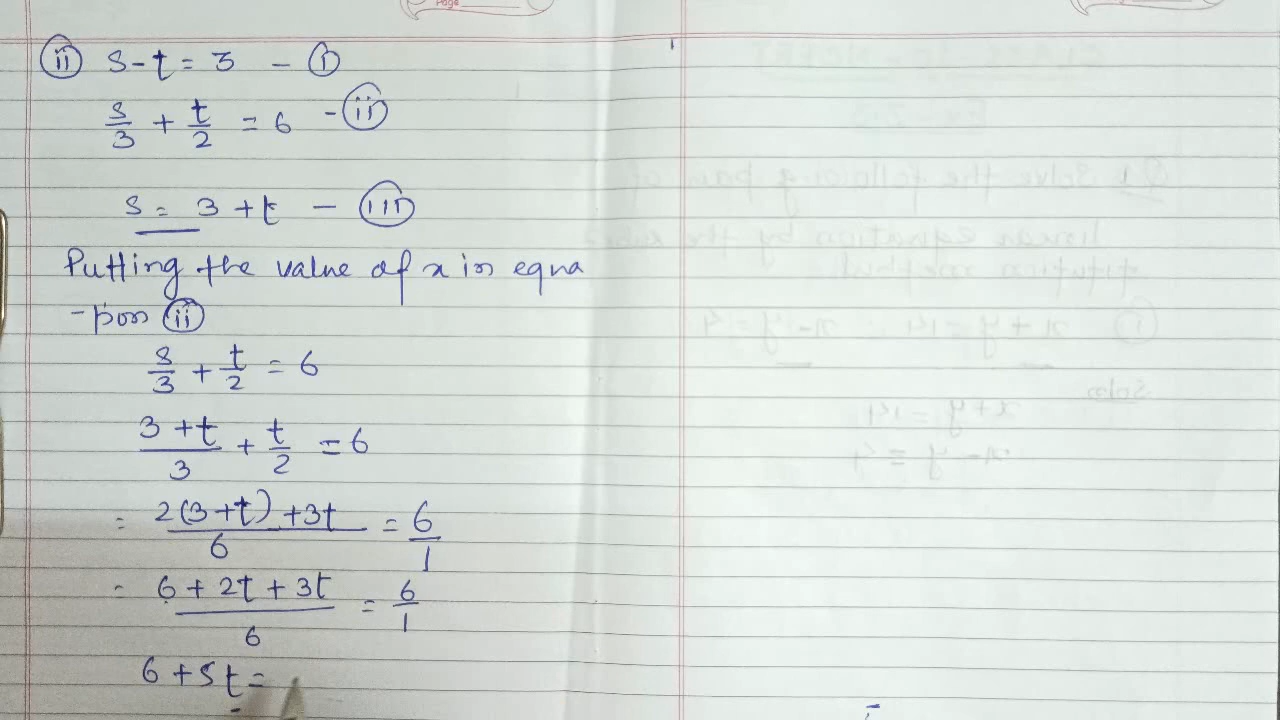 ⓘⓘ s - t = 3 - ⓘ
s/3 + t/2 = 6 - ⓘⓘ
s = 3 + t - ⓘⓘⓘ
Putting the value of x in equa
-tion ⓘⓘ
s/3 + t/2 = 6
3 + t/3 + t/2 = 6
= 2(3+t) + 3t/6 = 6/1
= 6 + 2t + 3t/6 = 6/1
6 + 5t =